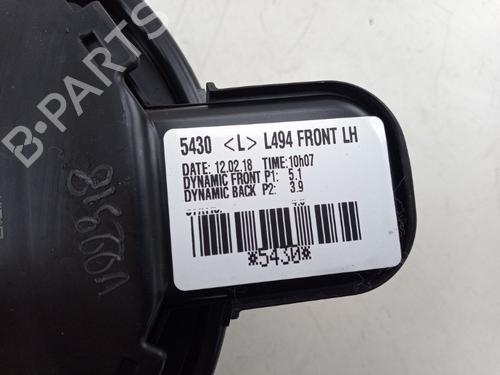 B-PARTS
5430 <L> L494 FRONT LH
DATE: 12.02.18 TIME:10h07
DYNAMIC FRONT P1: 5.1
DYNAMIC BACK P2: 3.9
*5430*